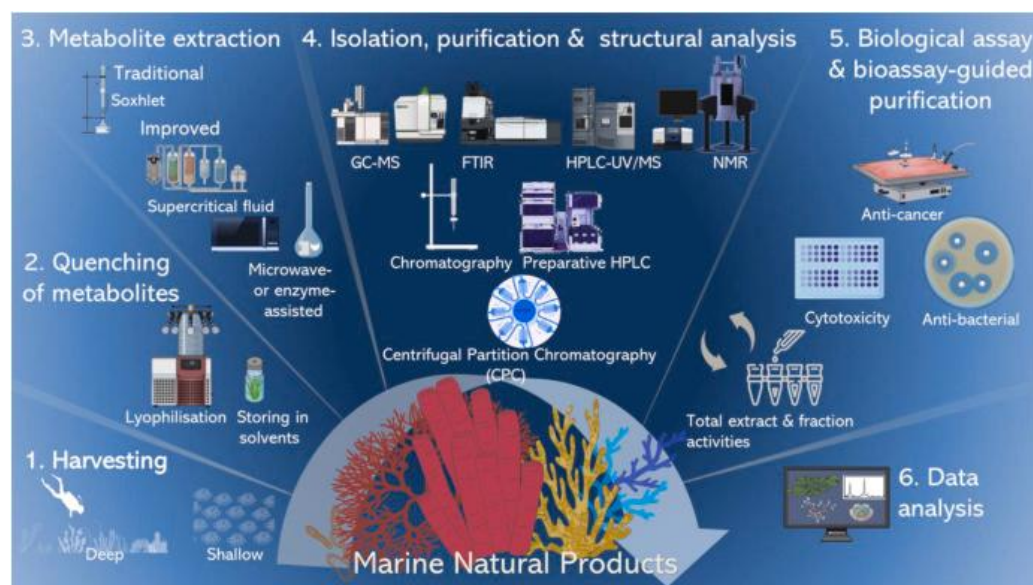 3. Metabolite extraction
Traditional
Soxhlet
Improved
Supercritical fluid
Microwave-
or enzyme-
assisted
2. Quenching
of metabolites
Lyophilisation
Storing in
solvents
1. Harvesting
Deep
Shallow
4. Isolation, purification & structural analysis
GC-MS
FTIR
HPLC-UV/MS
NMR
Chromatography
Preparative HPLC
Centrifugal Partition Chromatography
(CPC)
5. Biological assay
& bioassay-guided
purification
Anti-cancer
Cytotoxicity
Anti-bacterial
Total extract & fraction
activities
6. Data
analysis
Marine Natural Products